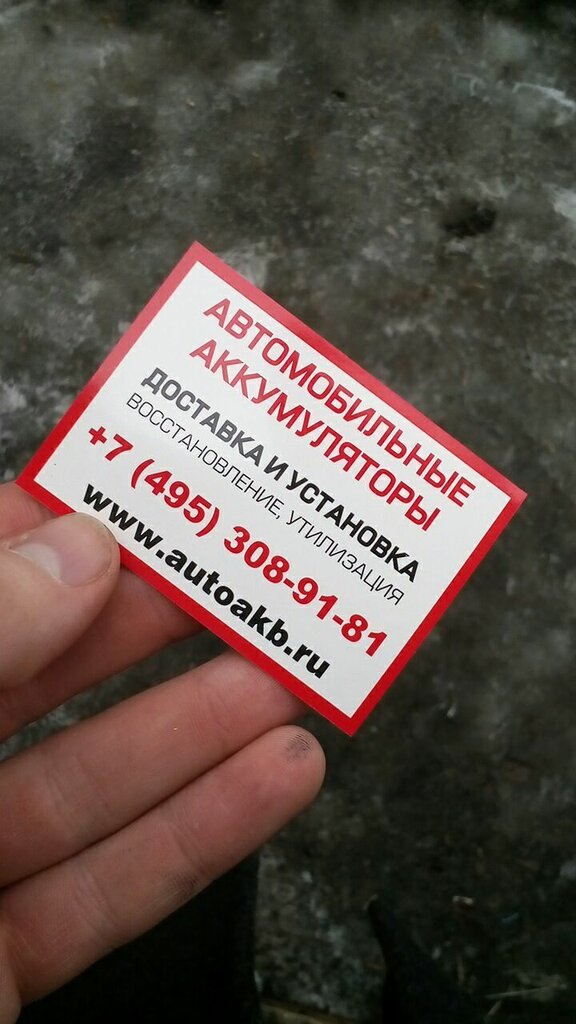 АВТОМОБИЛЬНЫЕ
АККУМУЛЯТОРЫ
ДОСТАВКА И УСТАНОВКА
ВОССТАНОВЛЕНИЕ, УТИЛИЗАЦИЯ
+7 (495) 308-91-81
www.autoakb.ru